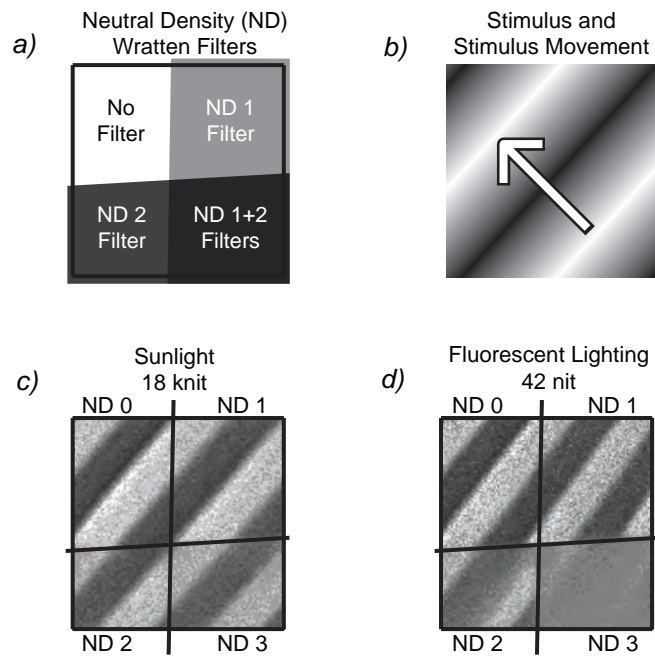 Neutral Density (ND)
Wratten Filters
a)
No
Filter
ND 1
Filter
ND 2
Filter
ND 1+2
Filters
Stimulus and
Stimulus Movement
b)
Sunlight
18 knit
c)
ND 0
ND 1
ND 2
ND 3
Fluorescent Lighting
42 nit
d)
ND 0
ND 1
ND 2
ND 3